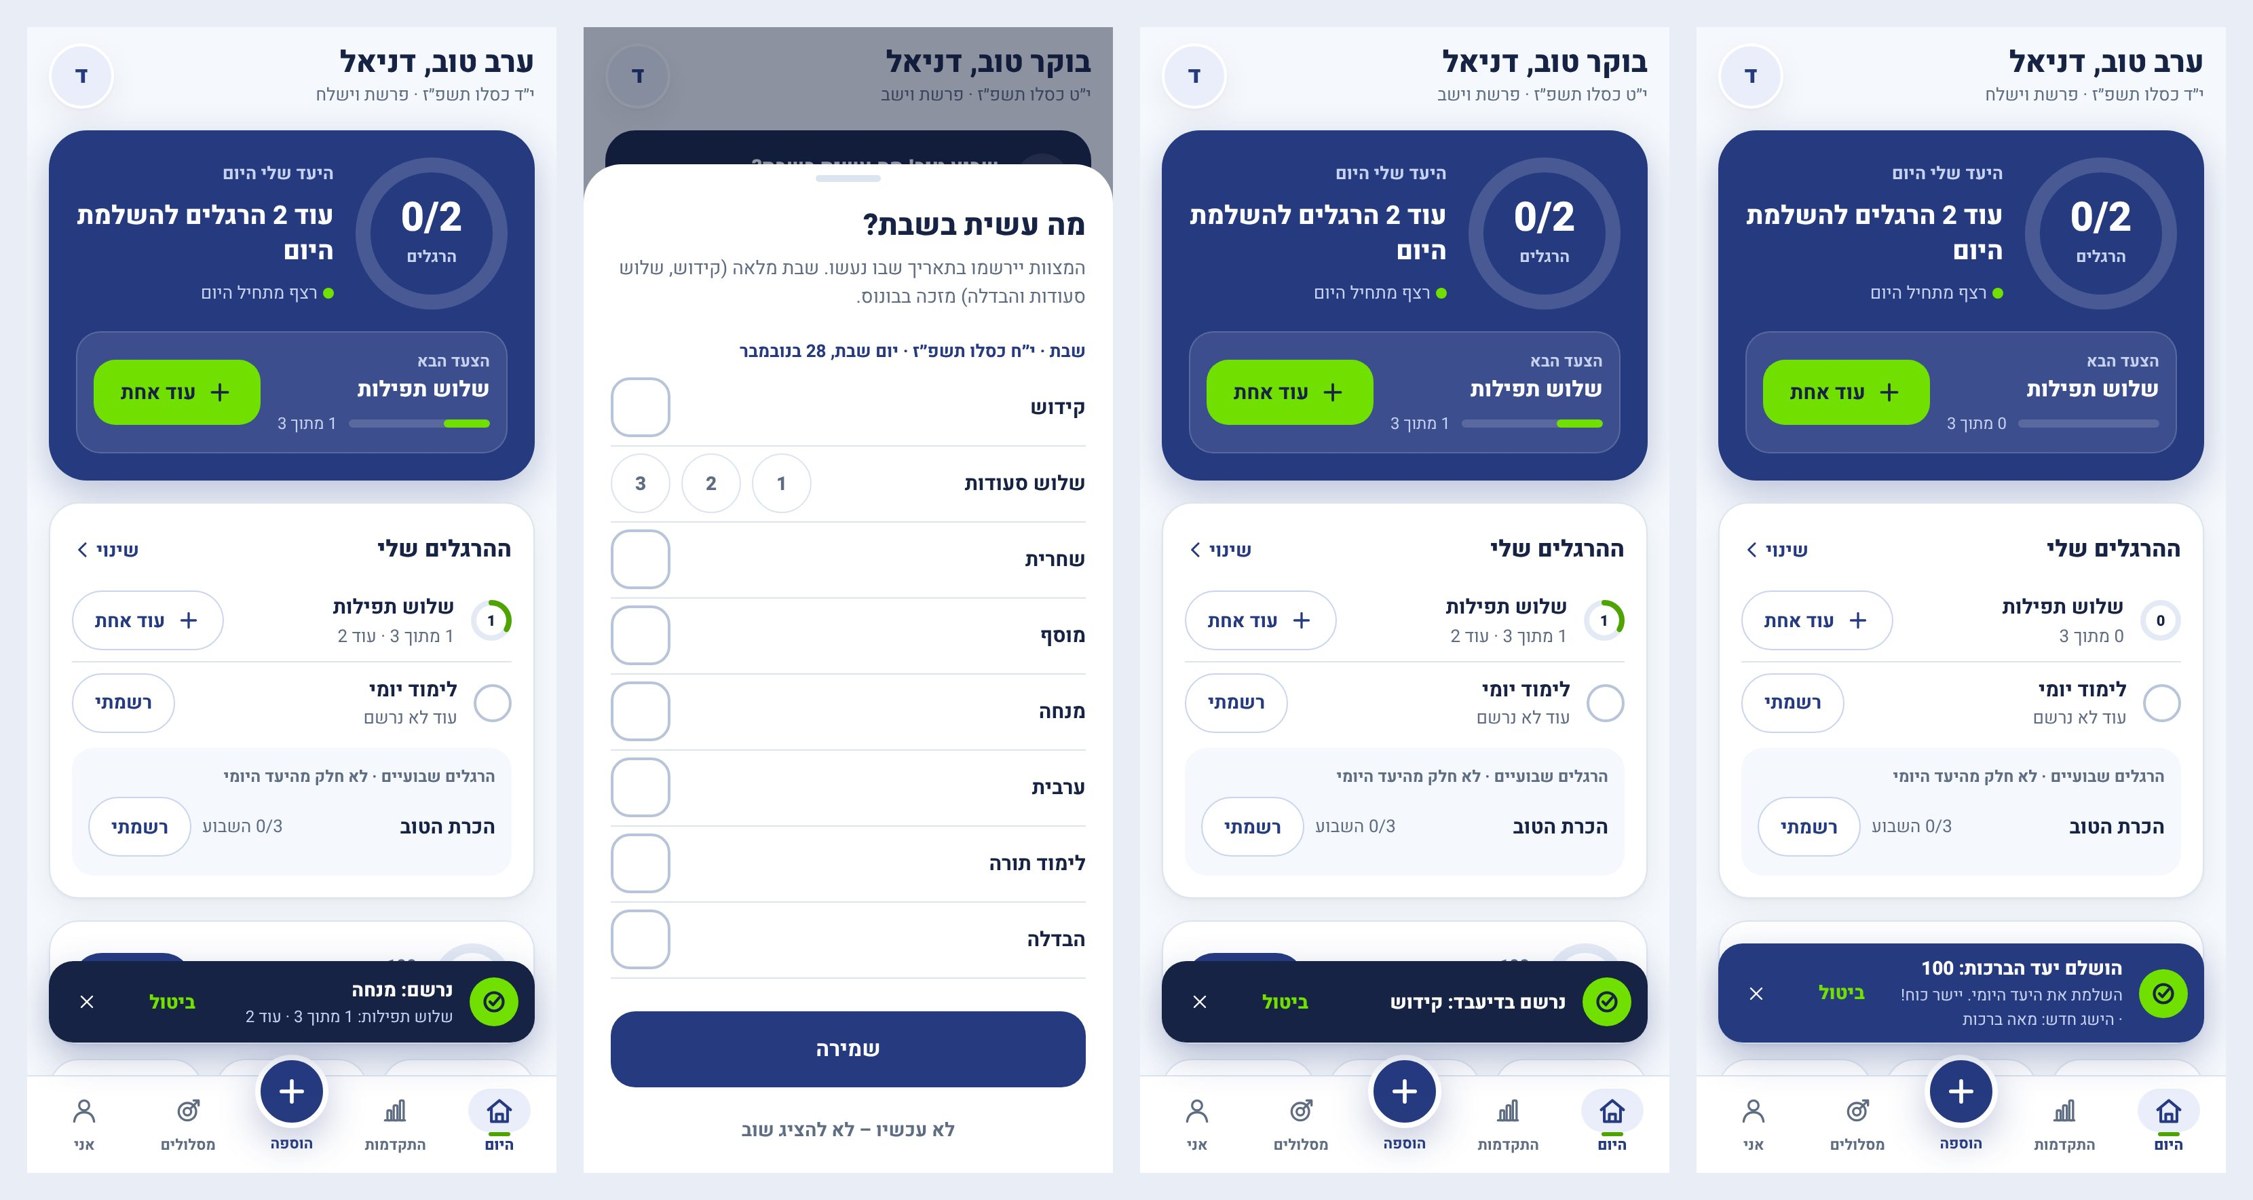 ערב טוב, דניאל
י״ד כסלו תשפ״ז · פרשת וישלח
ד
היעד שלי היום
עוד 2 הרגלים להשלמת
היום
רצף מתחיל היום
0/2
הרגלים
הצעד הבא
שלוש תפילות
1 מתוך 3
עוד אחת
ההרגלים שלי
שינוי
1
שלוש תפילות
1 מתוך 3 · עוד 2
עוד אחת
לימוד יומי
עוד לא נרשם
רשמתי
הרגלים שבועיים · לא חלק מהיעד היומי
הכרת הטוב
0/3 השבוע
רשמתי
נרשם: מנחה
שלוש תפילות: 1 מתוך 3 · עוד 2
ביטול
היום
התקדמות
הוספה
מסלולים
אני
בוקר טוב, דניאל
י״ט כסלו תשפ״ז · פרשת וישב
ד
מה עשית בשבת?
המצוות יירשמו בתאריך שבו נעשו. שבת מלאה (קידוש, שלוש
סעודות והבדלה) מזכה בבונוס.
שבת · י״ח כסלו תשפ״ז · יום שבת, 28 בנובמבר
קידוש
שלוש סעודות
1
2
3
שחרית
מוסף
מנחה
ערבית
לימוד תורה
הבדלה
שמירה
לא עכשיו – לא להציג שוב
בוקר טוב, דניאל
י״ט כסלו תשפ״ז · פרשת וישב
ד
היעד שלי היום
עוד 2 הרגלים להשלמת
היום
רצף מתחיל היום
0/2
הרגלים
הצעד הבא
שלוש תפילות
1 מתוך 3
עוד אחת
ההרגלים שלי
שינוי
1
שלוש תפילות
1 מתוך 3 · עוד 2
עוד אחת
לימוד יומי
עוד לא נרשם
רשמתי
הרגלים שבועיים · לא חלק מהיעד היומי
הכרת הטוב
0/3 השבוע
רשמתי
נרשם בדיעבד: קידוש
ביטול
היום
התקדמות
הוספה
מסלולים
אני
ערב טוב, דניאל
י״ד כסלו תשפ״ז · פרשת וישלח
ד
היעד שלי היום
עוד 2 הרגלים להשלמת
היום
רצף מתחיל היום
0/2
הרגלים
הצעד הבא
שלוש תפילות
0 מתוך 3
עוד אחת
ההרגלים שלי
שינוי
0
שלוש תפילות
0 מתוך 3
עוד אחת
לימוד יומי
עוד לא נרשם
רשמתי
הרגלים שבועיים · לא חלק מהיעד היומי
הכרת הטוב
0/3 השבוע
רשמתי
הושלם יעד הברכות: 100
השלמת את היעד היומי. יישר כוח!
· הישג חדש: מאה ברכות
ביטול
היום
התקדמות
הוספה
מסלולים
אני